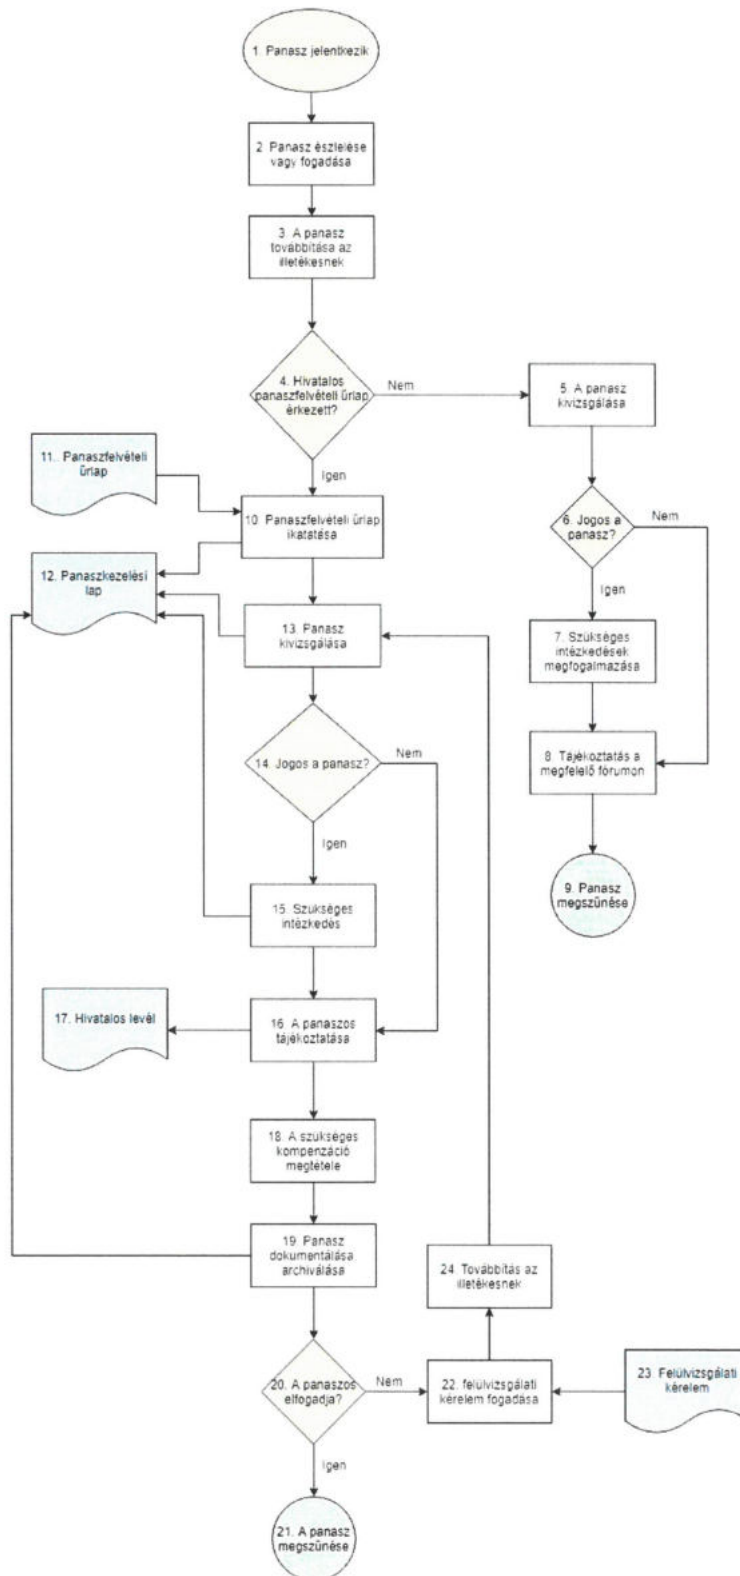 1. Panasz jelentkezik
2. Panasz észlelése
vagy fogadása
3. A panasz
továbbítása az
illetékesnek
4. Hivatalos
panaszfelvételi űrlap
érkezett?
Nem
5. A panasz
kivizsgálása
Igen
6. Jogos a
panasz?
Nem
Igen
7. Szükséges
intézkedések
megfogalmazása
8. Tájékoztatás a
megfelelő fórumon
9. Panasz
megszűnése
11. Panaszfelvételi
űrlap
10. Panaszfelvételi űrlap
ikatatása
12. Panaszkezelési
lap
13. Panasz
kivizsgálása
14. Jogos a panasz?
Nem
Igen
15. Szükséges
intézkedés
17. Hivatalos levél
16. A panaszos
tájékoztatása
18. A szükséges
kompenzáció
megtétele
19. Panasz
dokumentálása
archiválása
24. Továbbítás az
illetékesnek
20. A panaszos
elfogadja?
Nem
22. felülvizsgálati
kérelem fogadása
23. Felülvizsgálati
kérelem
Igen
21. A panasz
megszűnése